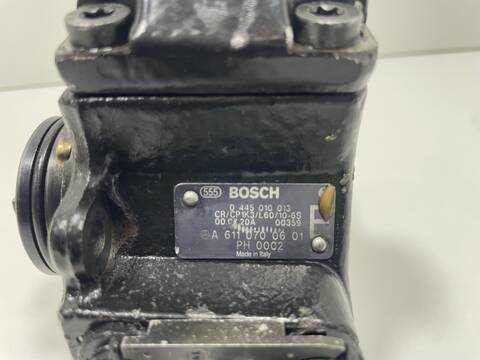 555 BOSCH
0 445 010 013
CR/CP1K3/L60/10-6S
00359
A 611 070 06 01
PH 0002
Made in Italy
F